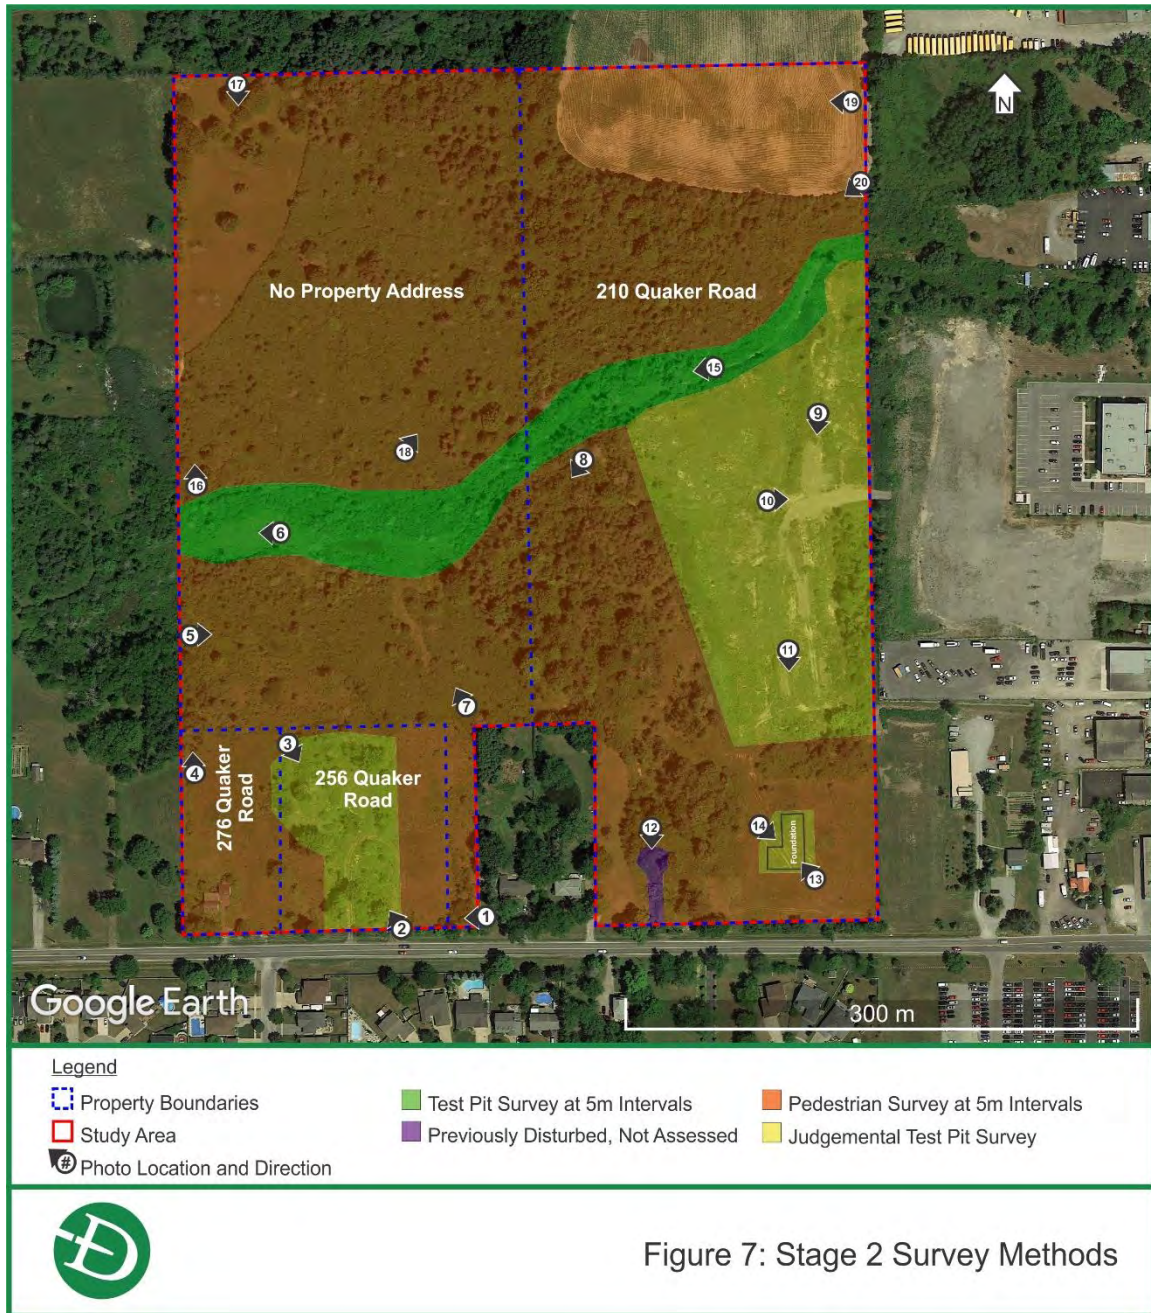 17
N
19
20
No Property Address
210 Quaker Road
15
9
18
8
16
10
6
5
11
7
3
4
276 Quaker
Road
256 Quaker
Road
12
14
Foundation
13
1
2
Google Earth
300 m
Legend
Property Boundaries
Test Pit Survey at 5m Intervals
Pedestrian Survey at 5m Intervals
Study Area
Previously Disturbed, Not Assessed
Judgemental Test Pit Survey
# Photo Location and Direction
D
Figure 7: Stage 2 Survey Methods